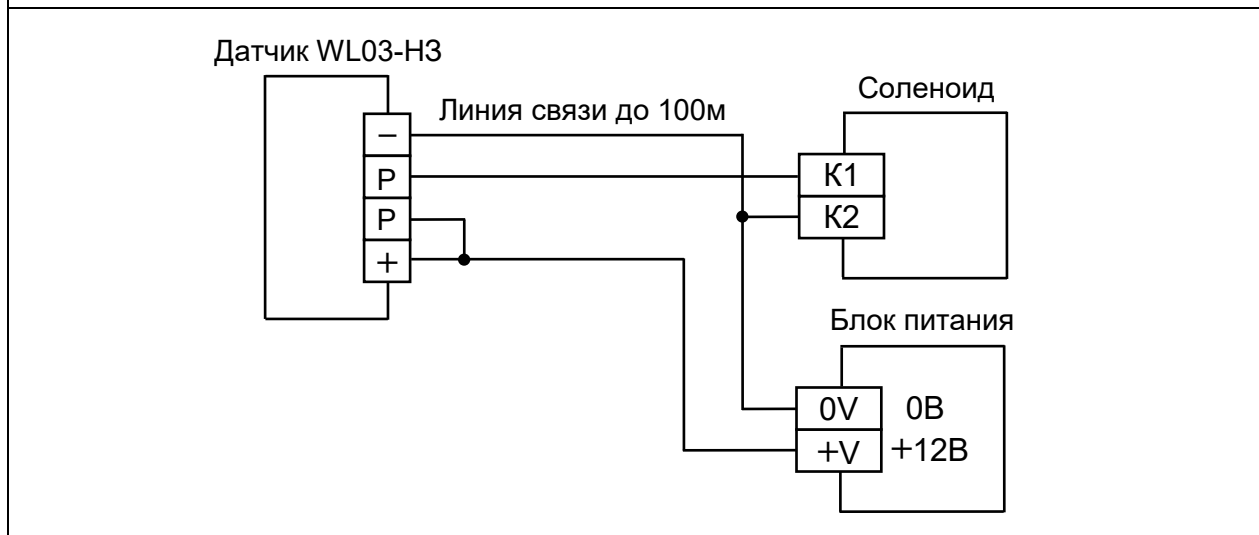 Датчик WL03-НЗ
Линия связи до 100м
Соленоид
–
P
P
+
К1
К2
Блок питания
0V 0В
+V +12В